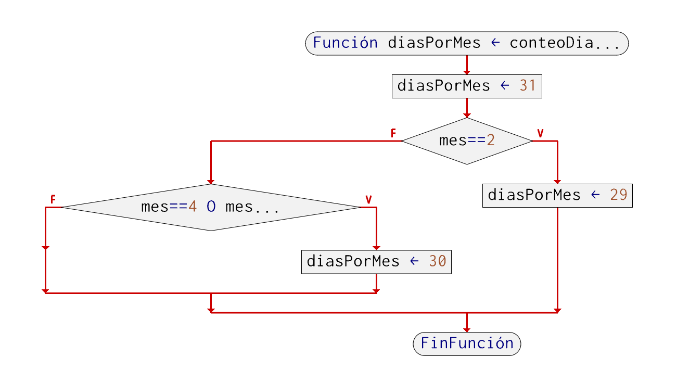 Función diasPorMes ← conteoDia...
diasPorMes ← 31
F
mes==2
V
F
mes==4 O mes...
V
diasPorMes ← 29
diasPorMes ← 30
FinFunción